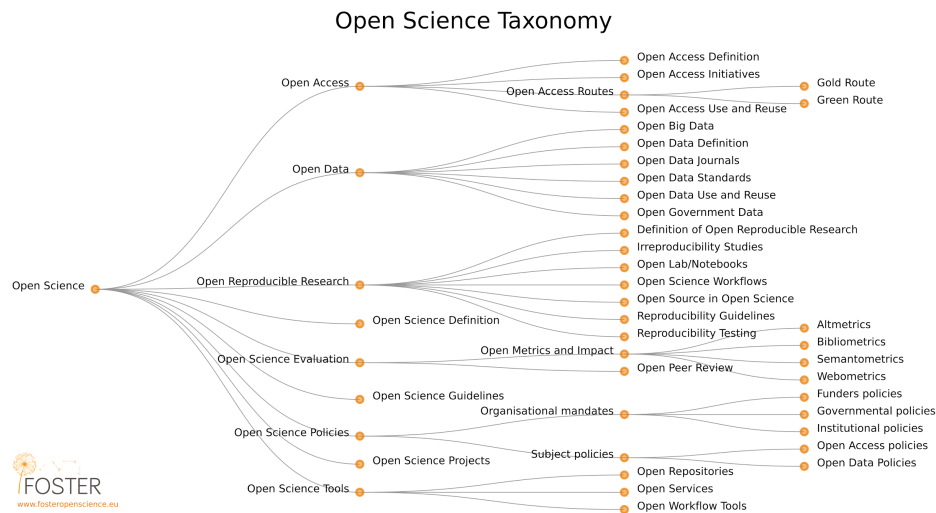 Open Science Taxonomy
Open Science
Open Access
Open Access Definition
Open Access Initiatives
Open Access Routes
Gold Route
Green Route
Open Access Use and Reuse
Open Data
Open Big Data
Open Data Definition
Open Data Journals
Open Data Standards
Open Data Use and Reuse
Open Government Data
Open Reproducible Research
Definition of Open Reproducible Research
Irreproducibility Studies
Open Lab/Notebooks
Open Science Workflows
Open Source in Open Science
Reproducibility Guidelines
Reproducibility Testing
Open Science Definition
Open Science Evaluation
Open Metrics and Impact
Altmetrics
Bibliometrics
Semantometrics
Webometrics
Open Peer Review
Open Science Guidelines
Open Science Policies
Organisational mandates
Funders policies
Governmental policies
Institutional policies
Subject policies
Open Access policies
Open Data Policies
Open Science Projects
Open Science Tools
Open Repositories
Open Services
Open Workflow Tools
FOSTER
www.fosteropenscience.eu